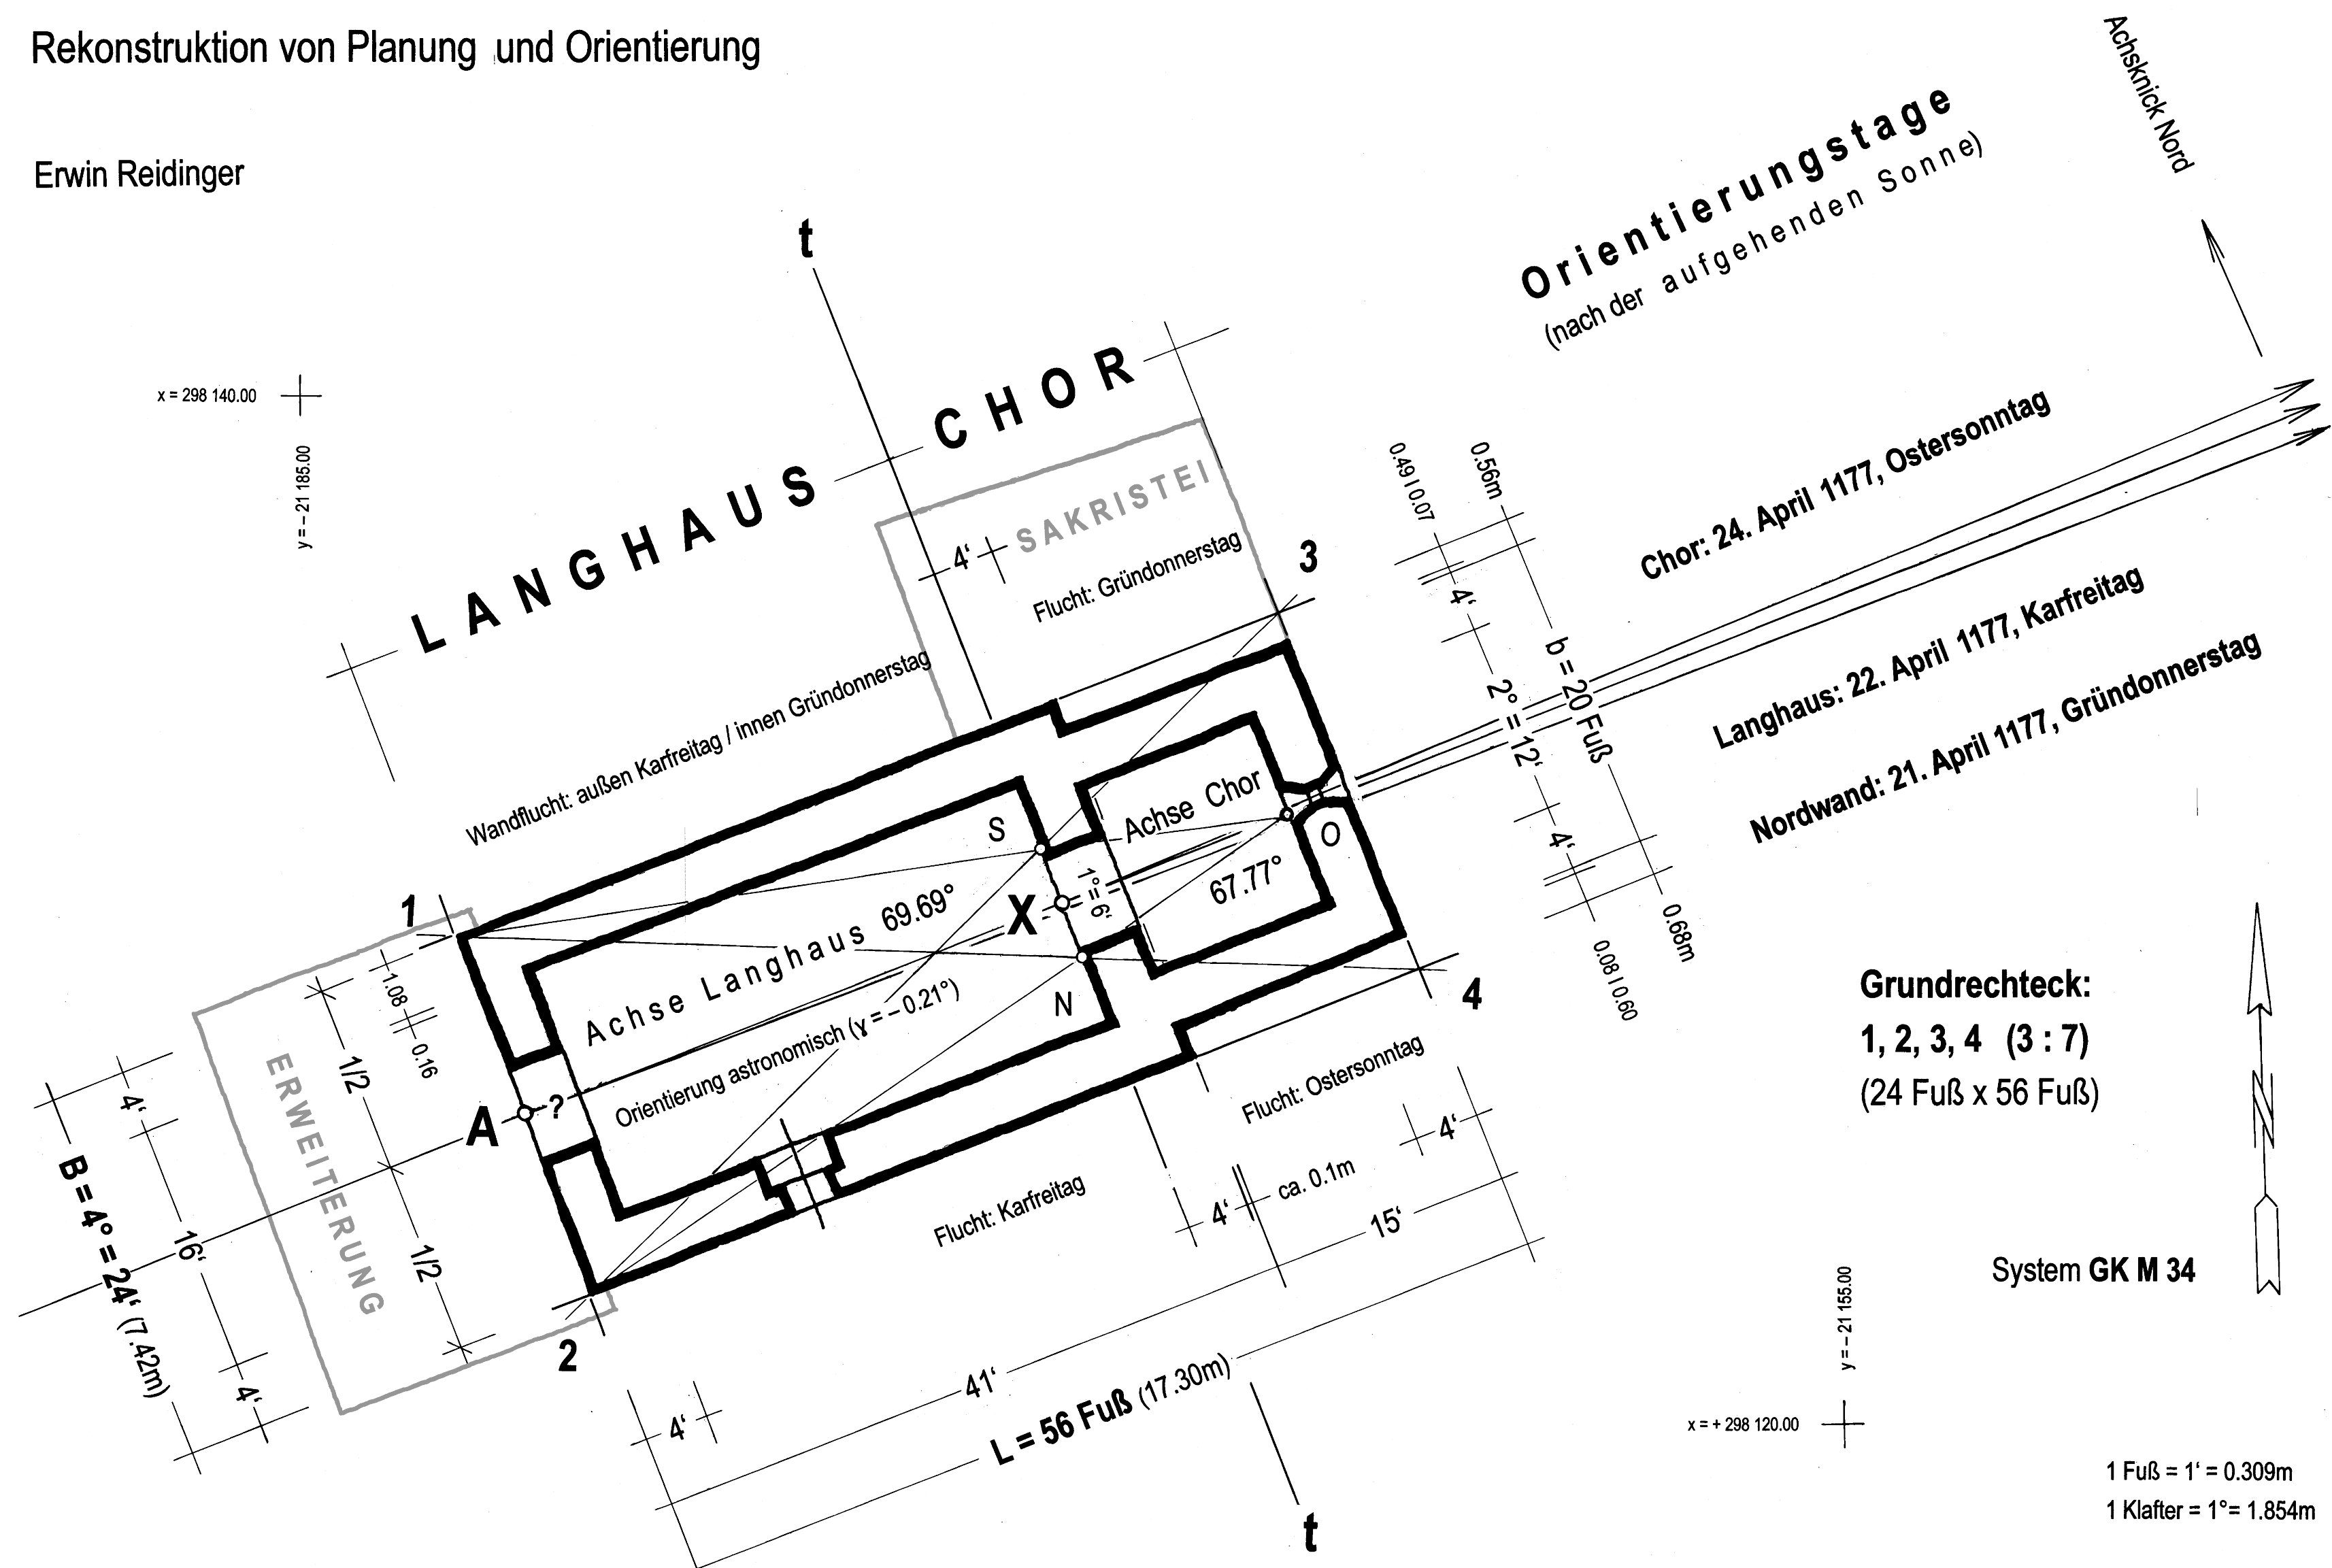 Rekonstruktion von Planung und Orientierung
Erwin Reidinger
Achsknick Nord
Orientierungstage
(nach der aufgehenden Sonne)
t
x = 298 140.00
y = – 21 185.00
LANGHAUS
CHOR
SAKRISTEI
4‘
Flucht: Gründonnerstag
3
0.49 | 0.07
0.56m
4‘
2° = 12‘
4‘
b = 20 Fuß
0.08 | 0.60
0.68m
Chor: 24. April 1177, Ostersonntag
Langhaus: 22. April 1177, Karfreitag
Nordwand: 21. April 1177, Gründonnerstag
Wandflucht: außen Karfreitag / innen Gründonnerstag
S
Achse Chor
O
1° = 6‘
67.77°
X
1
Achse Langhaus 69.69°
N
4
1.08
0.16
1/2
1/2
Orientierung astronomisch (γ = – 0.21°)
A
?
ERWEITERUNG
4‘
16‘
4‘
B = 4° = 24‘ (7.42m)
2
Flucht: Ostersonntag
Flucht: Karfreitag
4‘
4‘
ca. 0.1m
15‘
41‘
4‘
L = 56 Fuß (17.30m)
t
Grundrechteck:
1, 2, 3, 4 (3 : 7)
(24 Fuß x 56 Fuß)
N
System GK M 34
y = – 21 155.00
x = + 298 120.00
1 Fuß = 1‘ = 0.309m
1 Klafter = 1°= 1.854m